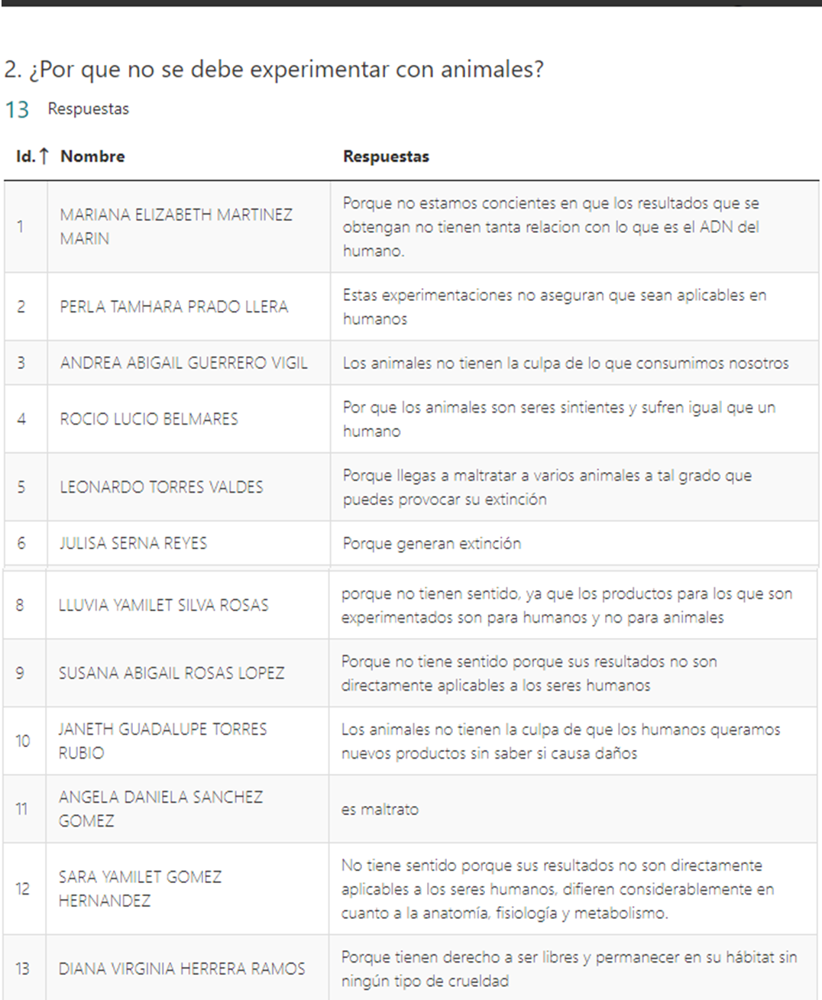 2. ¿Por que no se debe experimentar con animales?
13 Respuestas
Id.↑ Nombre Respuestas
1 MARIANA ELIZABETH MARTINEZ MARIN
Porque no estamos concientes en que los resultados que se
obtengan no tienen tanta relacion con lo que es el ADN del
humano.
2 PERLA TAMHARA PRADO LLERA
Estas experimentaciones no aseguran que sean aplicables en
humanos
3 ANDREA ABIGAIL GUERRERO VIGIL
Los animales no tienen la culpa de lo que consumimos nosotros
4 ROCIO LUCIO BELMARES
Por que los animales son seres sintientes y sufren igual que un
humano
5 LEONARDO TORRES VALDES
Porque llegas a maltratar a varios animales a tal grado que
puedes provocar su extinción
6 JULISA SERNA REYES
Porque generan extinción
8 LLUVIA YAMILET SILVA ROSAS
porque no tienen sentido, ya que los productos para los que son
experimentados son para humanos y no para animales
9 SUSANA ABIGAIL ROSAS LOPEZ
Porque no tiene sentido porque sus resultados no son
directamente aplicables a los seres humanos
10 JANETH GUADALUPE TORRES
RUBIO
Los animales no tienen la culpa de que los humanos queramos
nuevos productos sin saber si causa daños
11 ANGELA DANIELA SANCHEZ
GOMEZ
es maltrato
12 SARA YAMILET GOMEZ
HERNANDEZ
No tiene sentido porque sus resultados no son directamente
aplicables a los seres humanos, difieren considerablemente en
cuanto a la anatomía, fisiología y metabolismo.
13 DIANA VIRGINIA HERRERA RAMOS
Porque tienen derecho a ser libres y permanecer en su hábitat sin
ningún tipo de crueldad